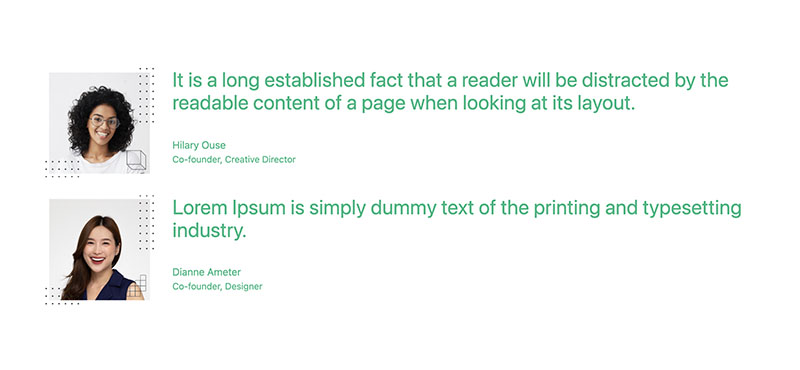 It is a long established fact that a reader will be distracted by the
readable content of a page when looking at its layout.
Hilary Ouse
Co-founder, Creative Director
Lorem Ipsum is simply dummy text of the printing and typesetting
industry.
Dianne Ameter
Co-founder, Designer